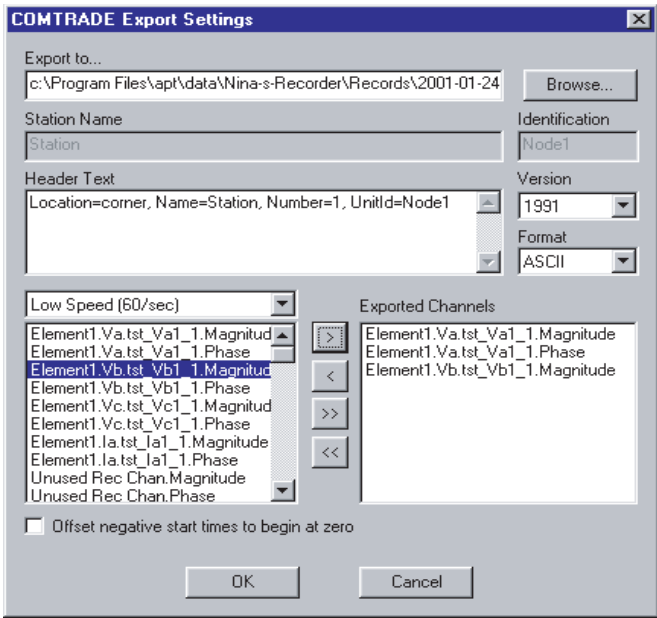 COMTRADE Export Settings
Export to...
c:\Program Files\apt\data\Nina-s-Recorder\Records\2001-01-24
Browse...
Station Name
Identification
Station
Node1
Header Text
Version
Location=corner, Name=Station, Number=1, UnitId=Node1
1991
Format
ASCII
Low Speed (60/sec)
Exported Channels
Element1.Va.tst_Va1_1.Magnitud
Element1.Va.tst_Va1_1.Phase
Element1.Vb.tst_Vb1_1.Magnitud
Element1.Vb.tst_Vb1_1.Phase
Element1.Vc.tst_Vc1_1.Magnitud
Element1.Vc.tst_Vc1_1.Phase
Element1.Ia.tst_Ia1_1.Magnitude
Element1.Ia.tst_Ia1_1.Phase
Unused Rec Chan.Magnitude
Unused Rec Chan.Phase
>
<
>>
<<
Element1.Va.tst_Va1_1.Magnitude
Element1.Va.tst_Va1_1.Phase
Element1.Vb.tst_Vb1_1.Magnitude
Offset negative start times to begin at zero
OK
Cancel